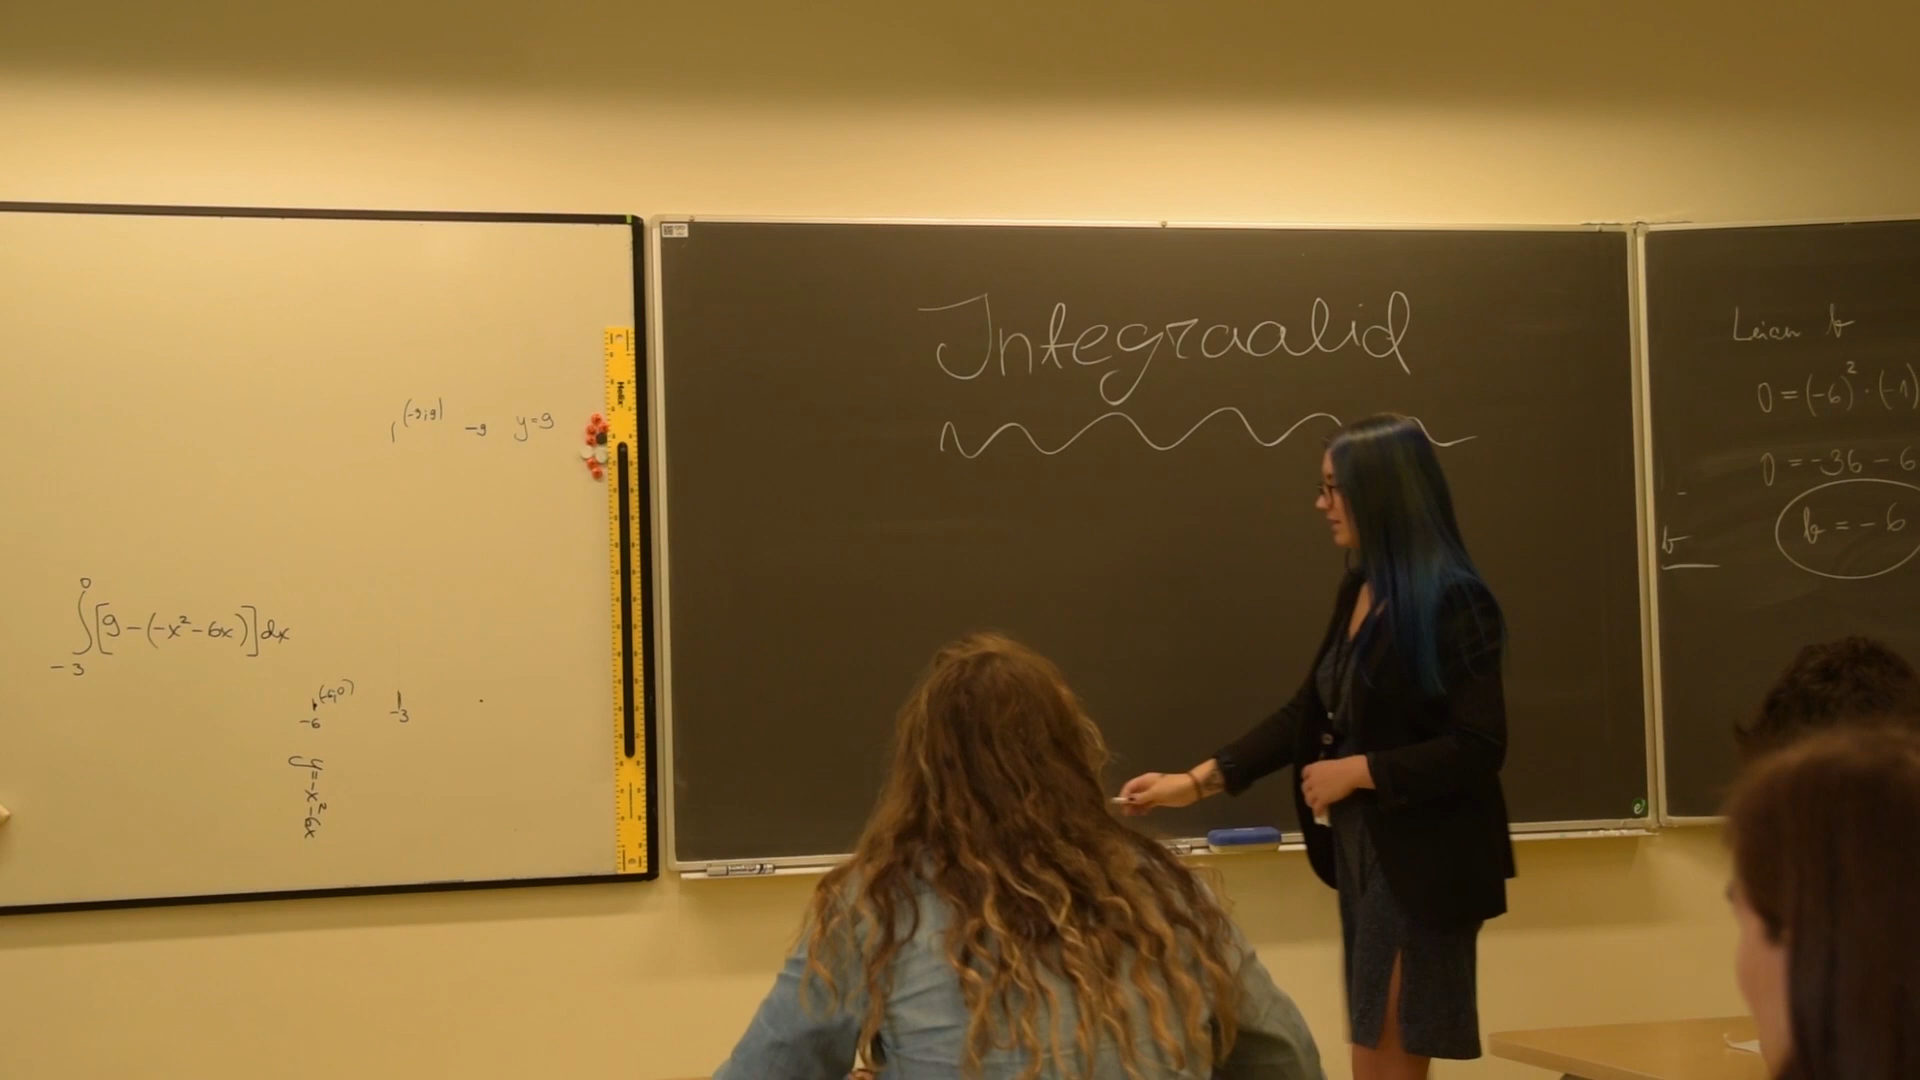 (-9;9)
-9 y=9
0
∫[9-(-x²-6x)]dx
-3
(-6;0)
-6
-3
y=-x²-6x
Helix
Integraalid
Leian b
0=(-6)²·(-1)
0=-36-6
b=-6
b